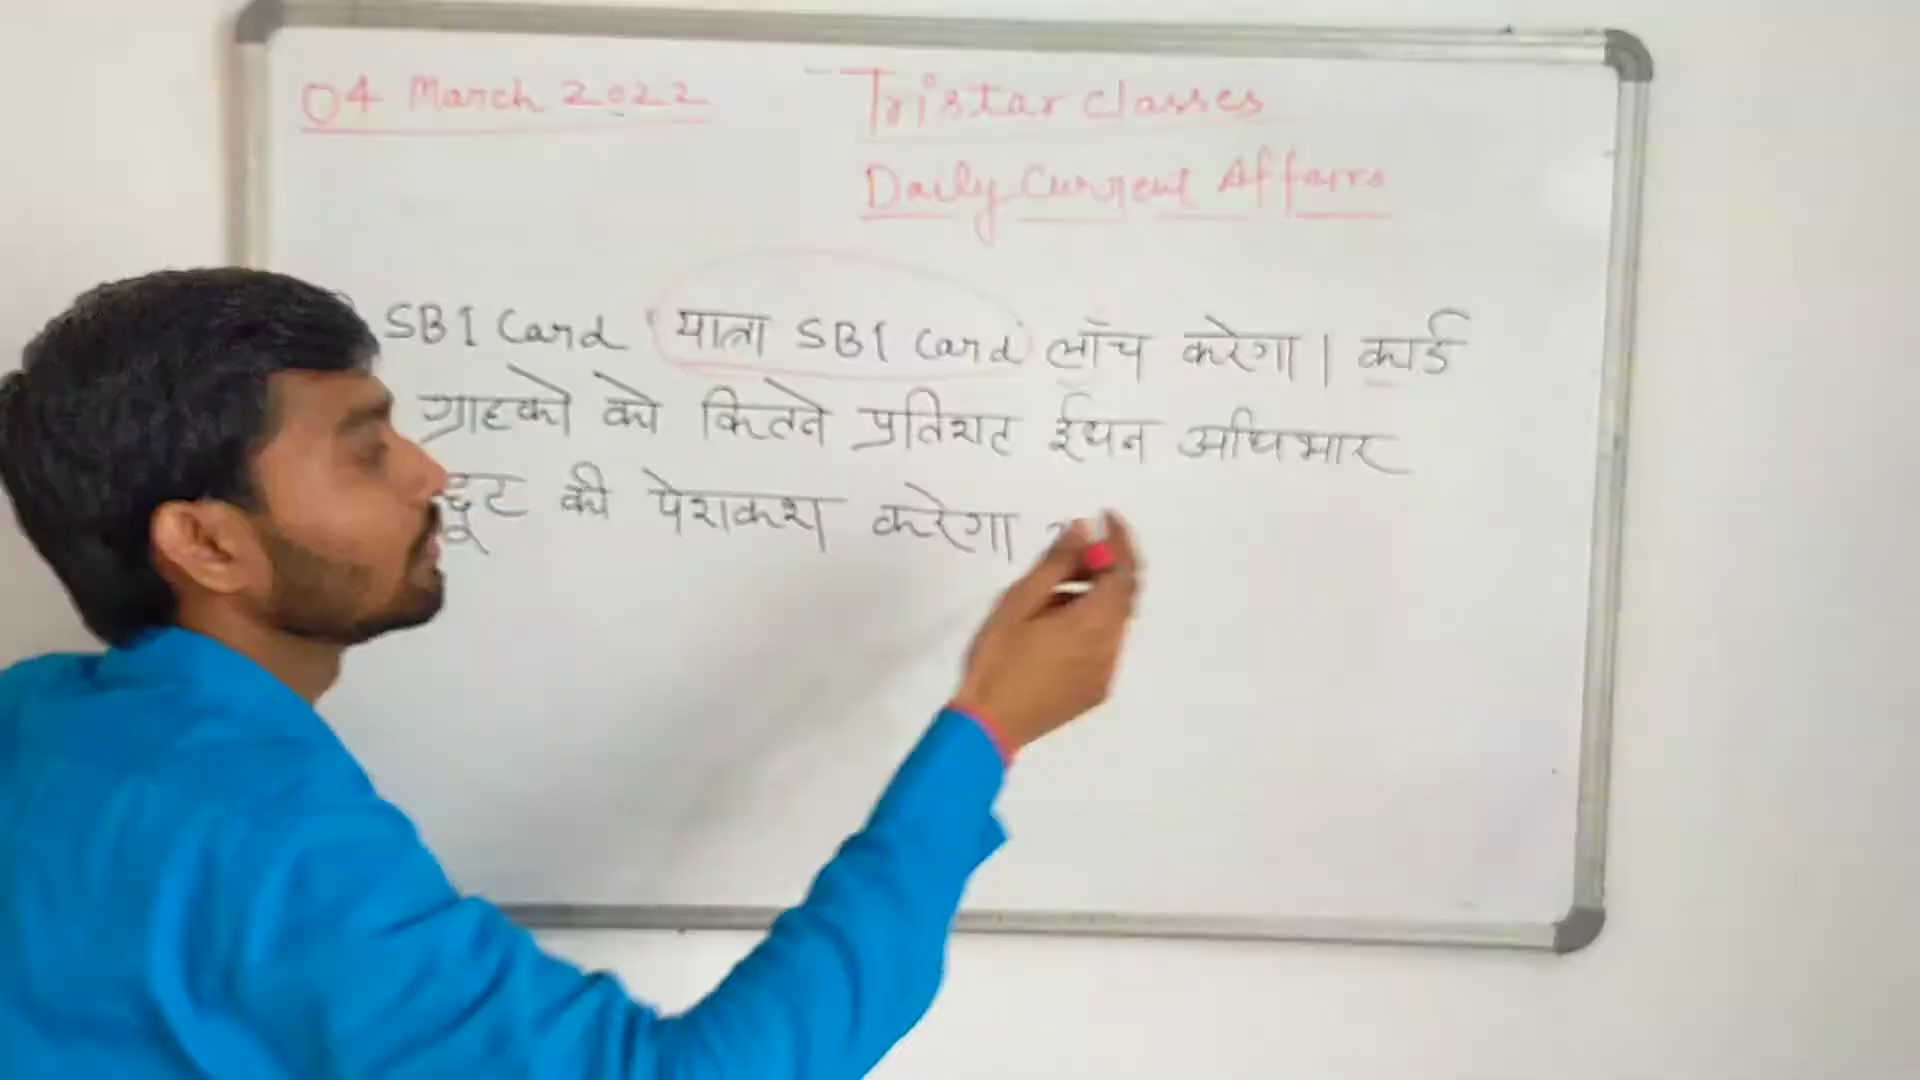 04 March 2022
Tristar classes
Daily Current Affairs
SBI Card यात्रा SBI Card लॉच करेगा। कार्ड
ग्राहको को कितने प्रतिशत ईंधन अधिभार
छूट की पेशकश करेगा